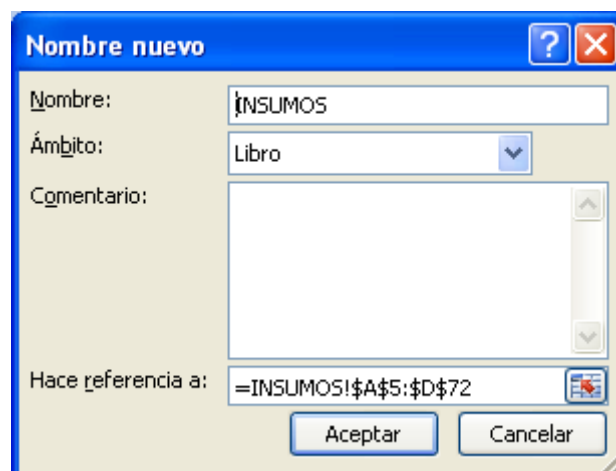 Nombre nuevo
Nombre: INSUMOS
Ámbito: Libro
Comentario:
Hace referencia a: =INSUMOS!$A$5:$D$72
Aceptar Cancelar